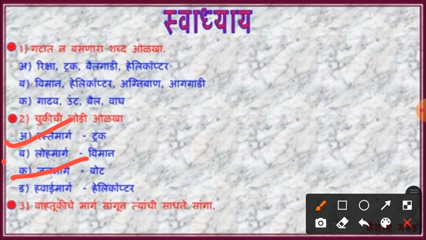 स्वाध्याय
१) गटात न बसणारा शब्द ओळखा.
अ) रिक्षा, ट्रक, बैलगाडी, हेलिकॉप्टर
ब) विमान, हेलिकॉप्टर, अग्निबाण, आगगाडी
क) गाढव, उंट, बैल, वाघ
2) चुकीची जोडी ओळखा
अ) रस्तेमार्ग - ट्रक
ब) लोहमार्ग - विमान
क) जलमार्ग - बोट
ड) हवाईमार्ग - हेलिकॉप्टर
3) वाहतूकीचे मार्ग सांगून त्यांची साधने सांगा.